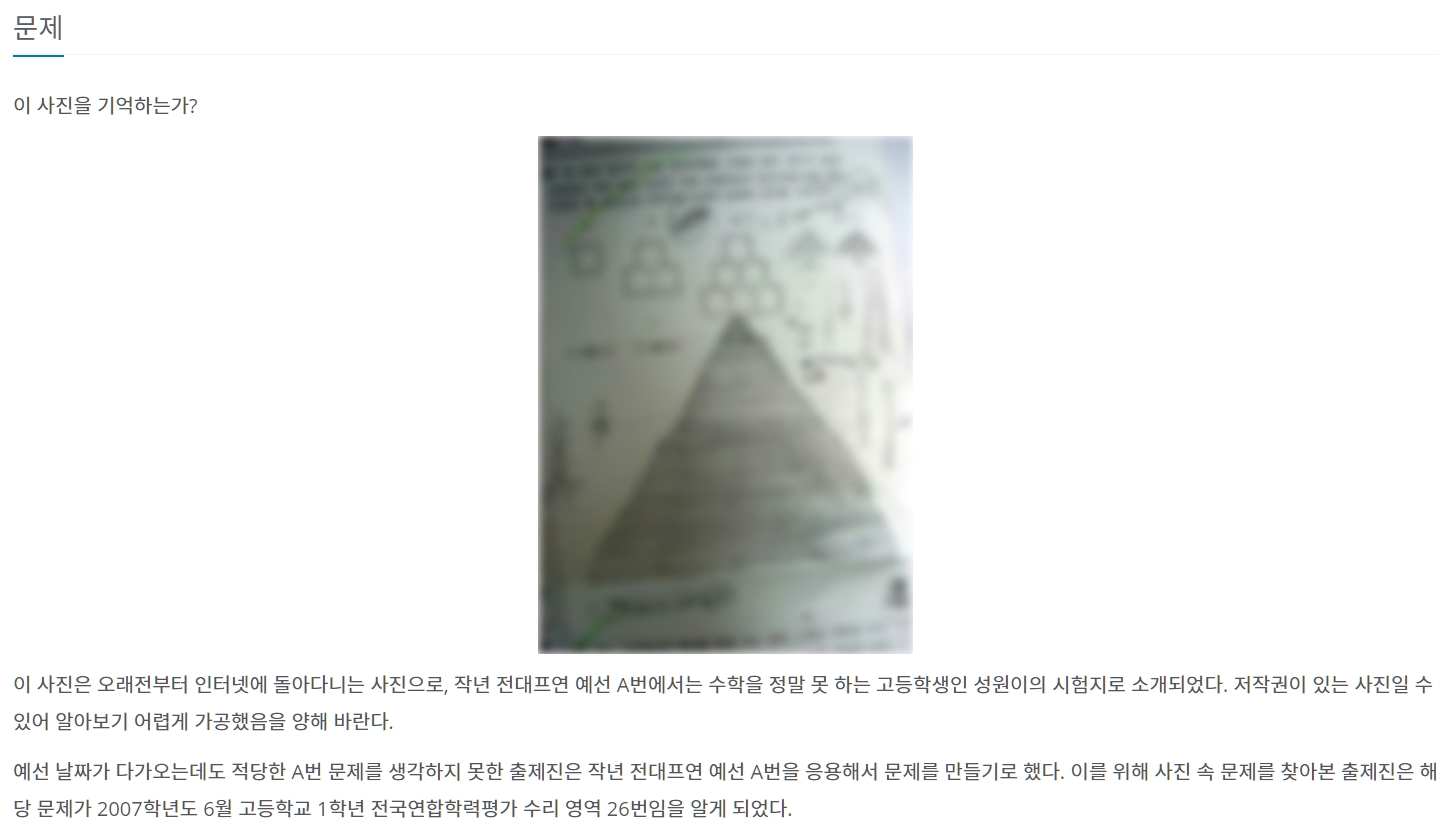 문제
이 사진을 기억하는가?
이 사진은 오래전부터 인터넷에 돌아다니는 사진으로, 작년 전대프연 예선 A번에서는 수학을 정말 못 하는 고등학생인 성원이의 시험지로 소개되었다. 저작권이 있는 사진일 수
있어 알아보기 어렵게 가공했음을 양해 바란다.
예선 날짜가 다가오는데도 적당한 A번 문제를 생각하지 못한 출제진은 작년 전대프연 예선 A번을 응용해서 문제를 만들기로 했다. 이를 위해 사진 속 문제를 찾아본 출제진은 해
당 문제가 2007학년도 6월 고등학교 1학년 전국연합학력평가 수리 영역 26번임을 알게 되었다.